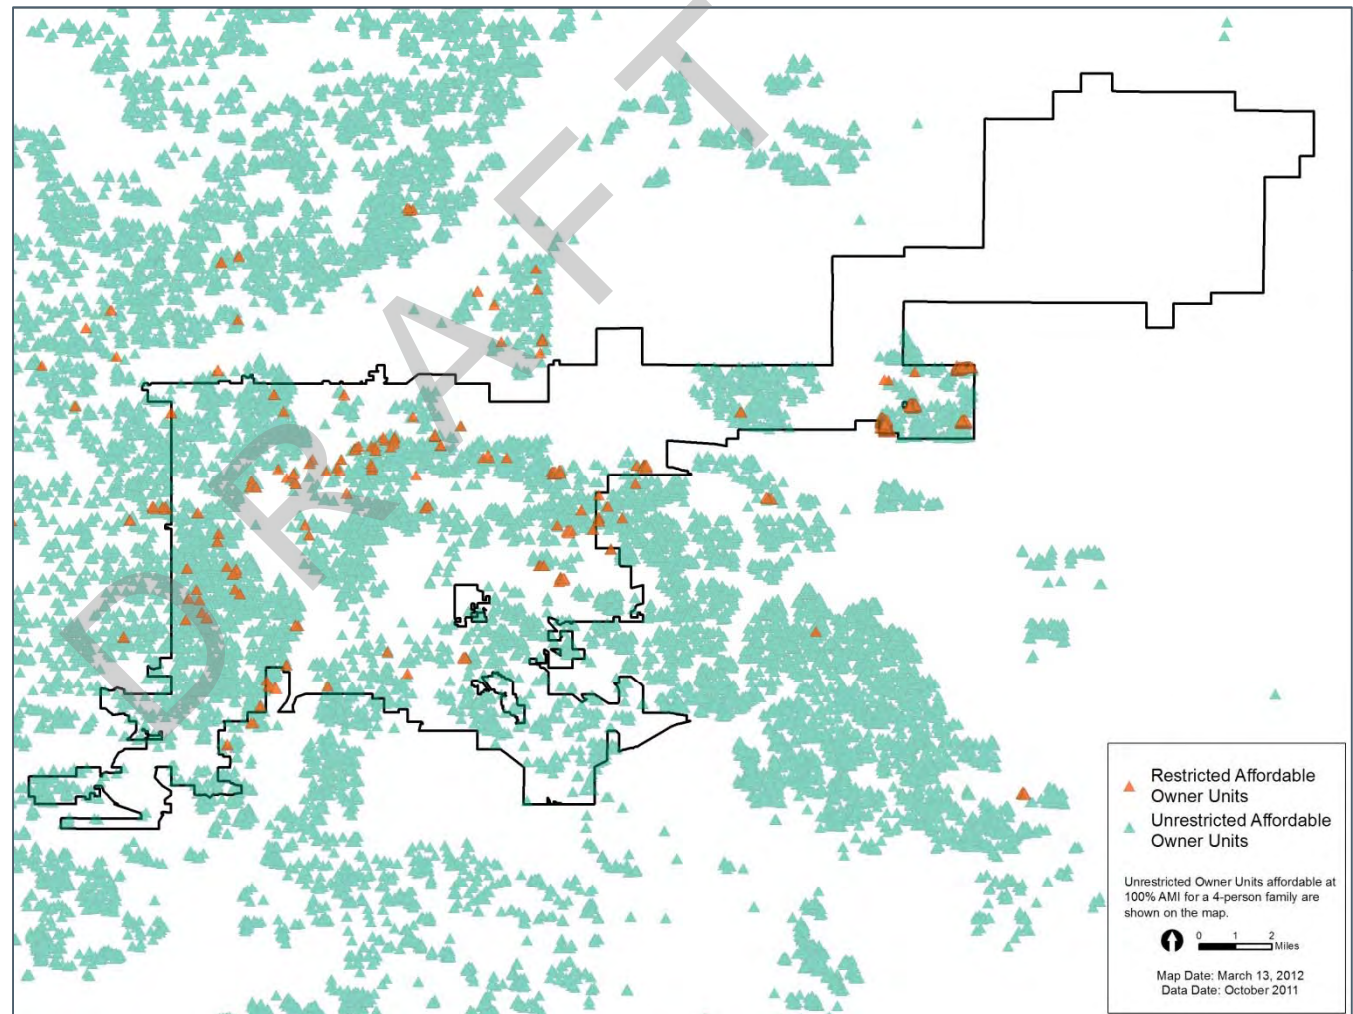 DRAFT
Restricted Affordable
Owner Units
Unrestricted Affordable
Owner Units
Unrestricted Owner Units affordable at
100% AMI for a 4-person family are
shown on the map.
0 1 2
Miles
Map Date: March 13, 2012
Data Date: October 2011